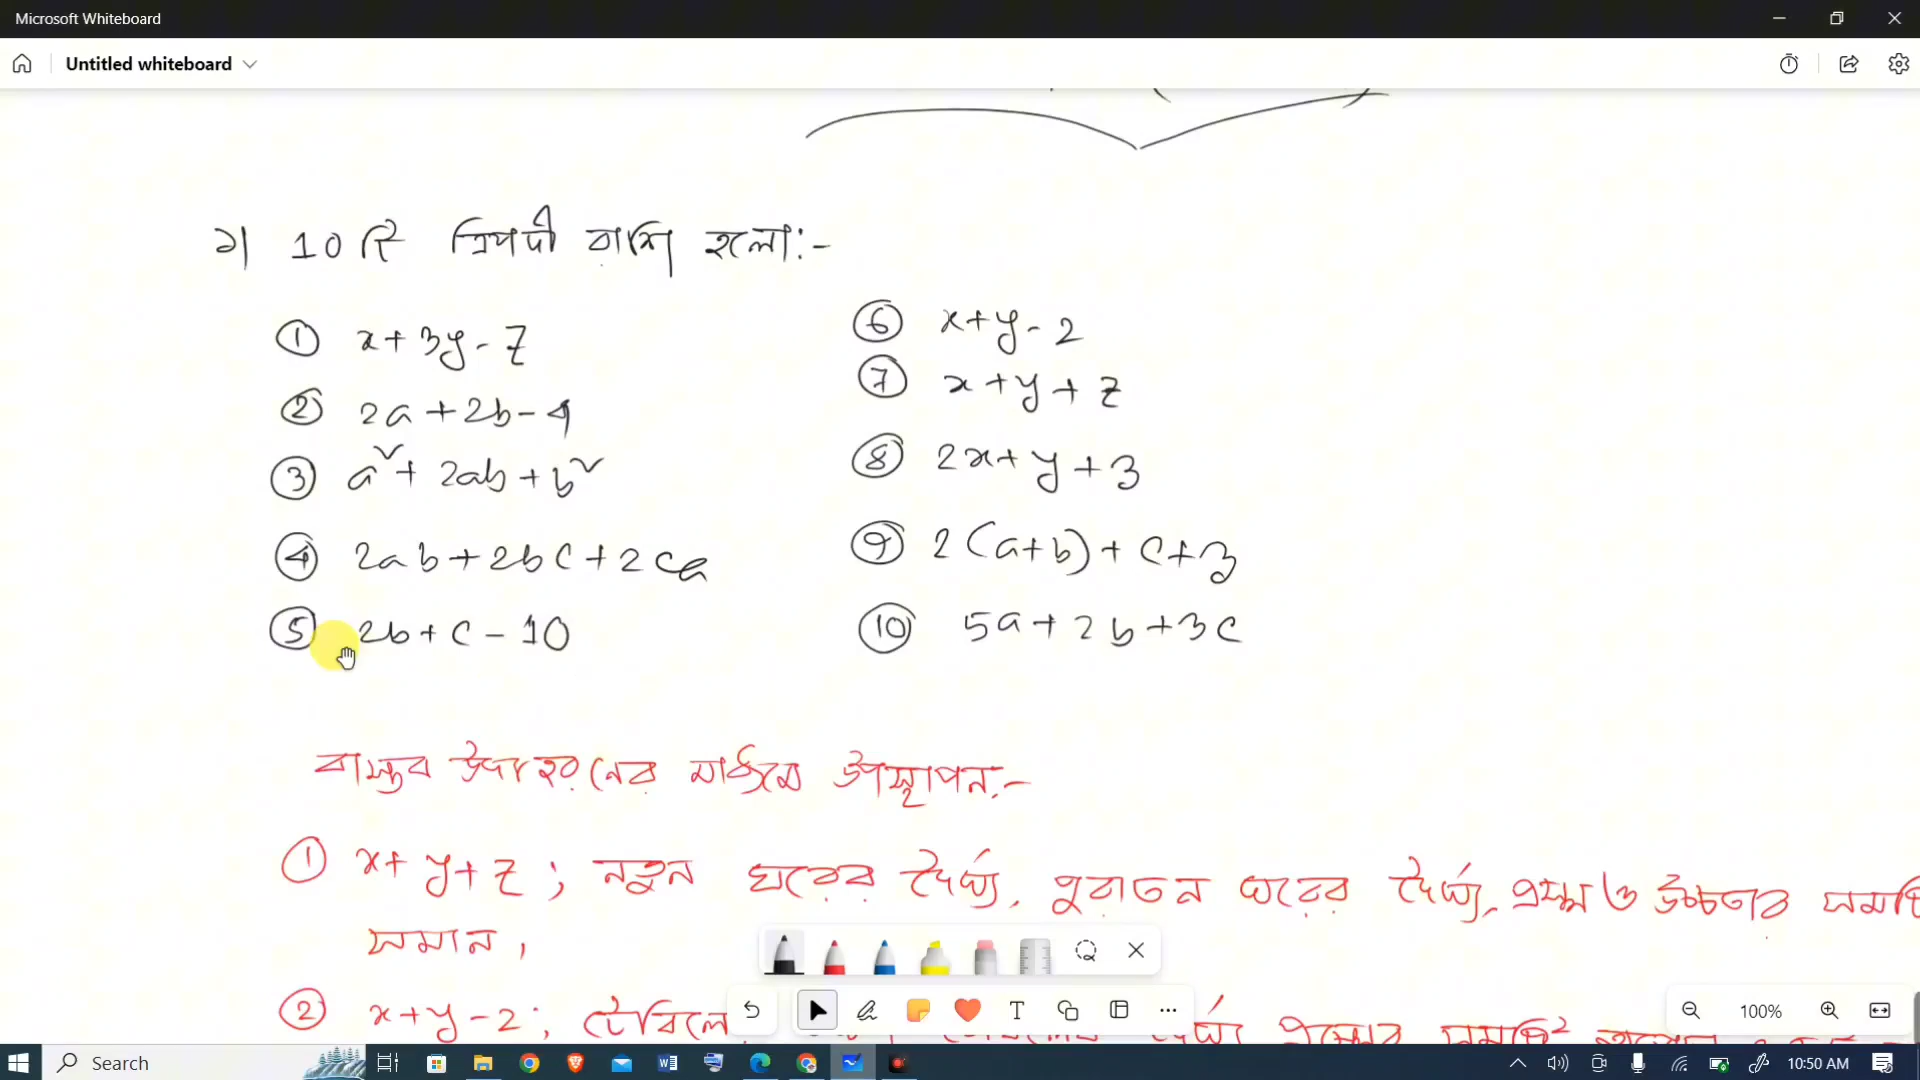 Microsoft Whiteboard
Untitled whiteboard
১। 10টি ত্রিপদী রাশি হলো:-
① x + 3y - z
② 2a + 2b - 4
③ a² + 2ab + b²
④ 2ab + 2bc + 2ca
⑤ 2b + c - 10
⑥ x + y - 2
⑦ x + y + z
⑧ 2x + y + 3
⑨ 2(a+b) + c + 3
⑩ 5a + 2b + 3c
বাস্তব উদাহরনের মাধ্যমে উপস্থাপন:-
① x + y + z ; নতুন ঘরের দৈর্ঘ্য, পুরাতন ঘরের দৈর্ঘ্য, প্রস্থ ও উচ্চতার
সমান,
② x + y - 2 ;
100%
Search
10:50 AM